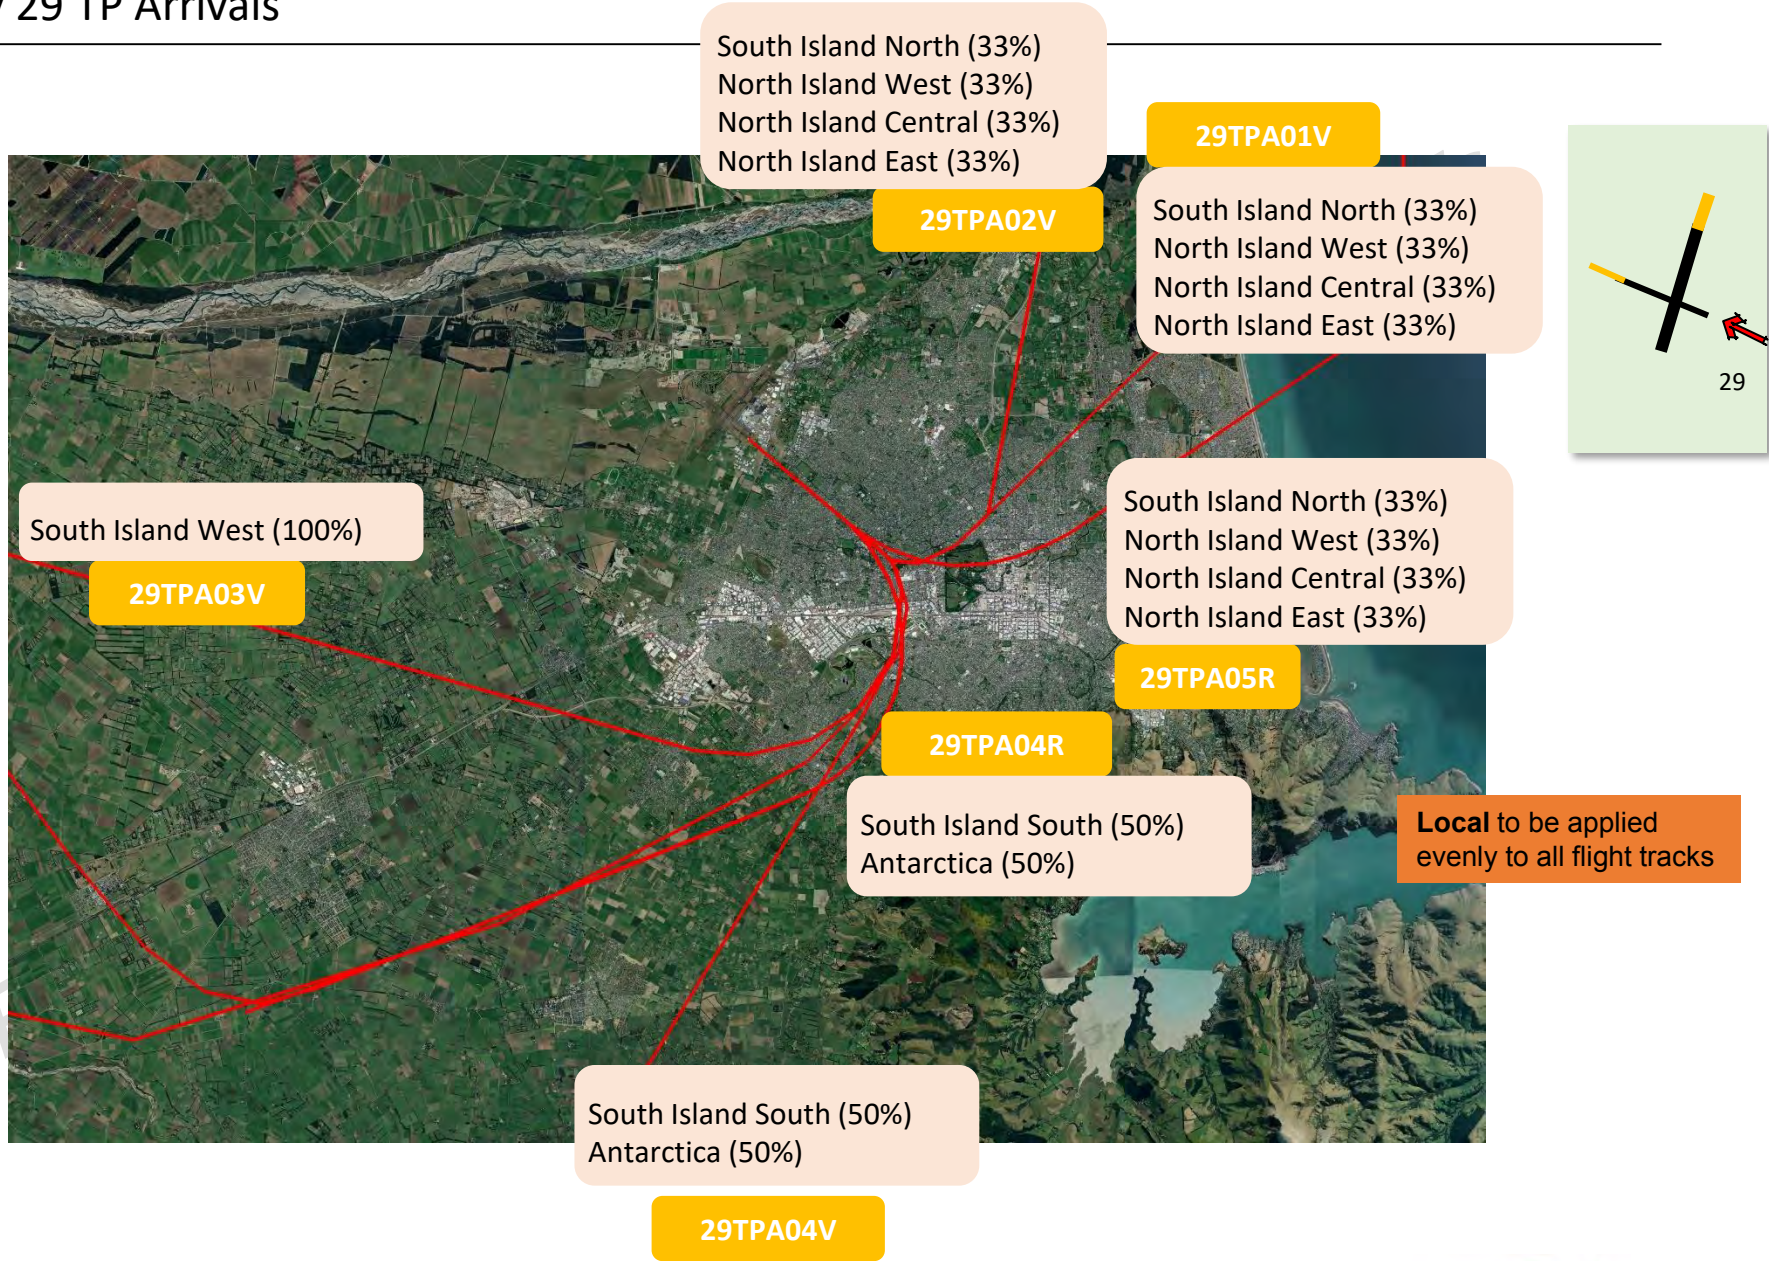 29 TP Arrivals
South Island North (33%)
North Island West (33%)
North Island Central (33%)
North Island East (33%)
29TPA02V
29TPA01V
South Island North (33%)
North Island West (33%)
North Island Central (33%)
North Island East (33%)
29
South Island West (100%)
29TPA03V
South Island North (33%)
North Island West (33%)
North Island Central (33%)
North Island East (33%)
29TPA05R
29TPA04R
South Island South (50%)
Antarctica (50%)
Local to be applied
evenly to all flight tracks
South Island South (50%)
Antarctica (50%)
29TPA04V